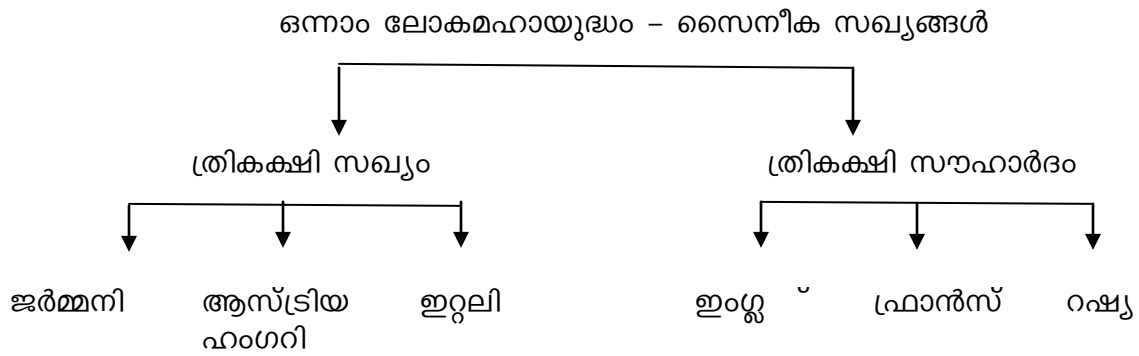 ഒന്നാം ലോകമഹായുദ്ധം – സൈനീക സഖ്യങ്ങൾ
ത്രികക്ഷി സഖ്യം ത്രികക്ഷി സൗഹാർദം
ജർമ്മനി ആസ്ട്രിയ ഇറ്റലി ഫ്രാൻസ് റഷ്യ
ഹംഗറി